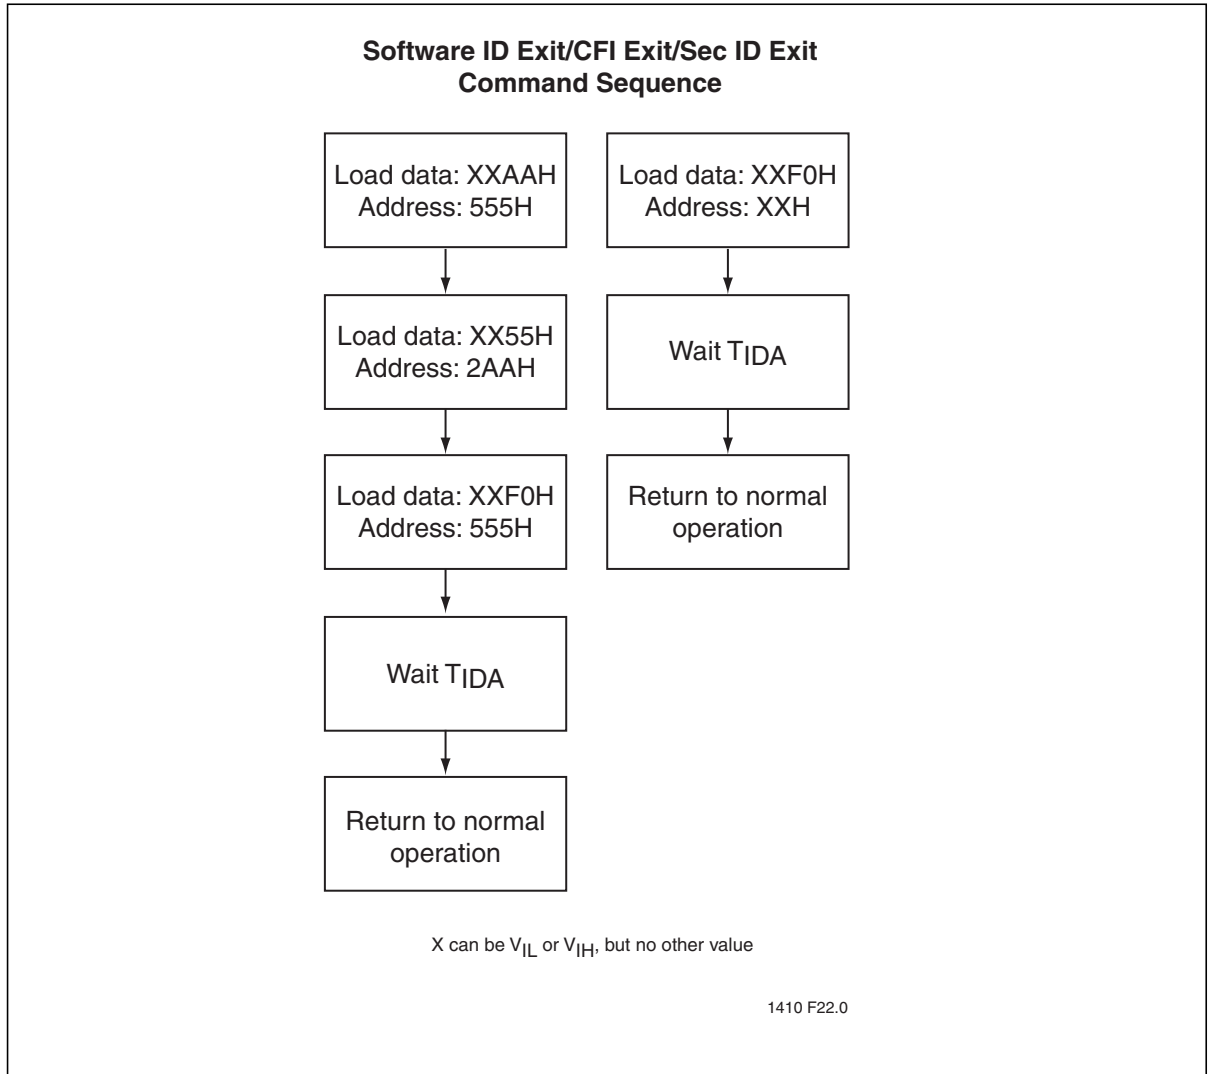 Software ID Exit/CFI Exit/Sec ID Exit
Command Sequence
Load data: XXAAH
Address: 555H
Load data: XX55H
Address: 2AAH
Load data: XXF0H
Address: 555H
Wait TIDA
Return to normal
operation
Load data: XXF0H
Address: XXH
Wait TIDA
Return to normal
operation
X can be VIL or VIH, but no other value
1410 F22.0